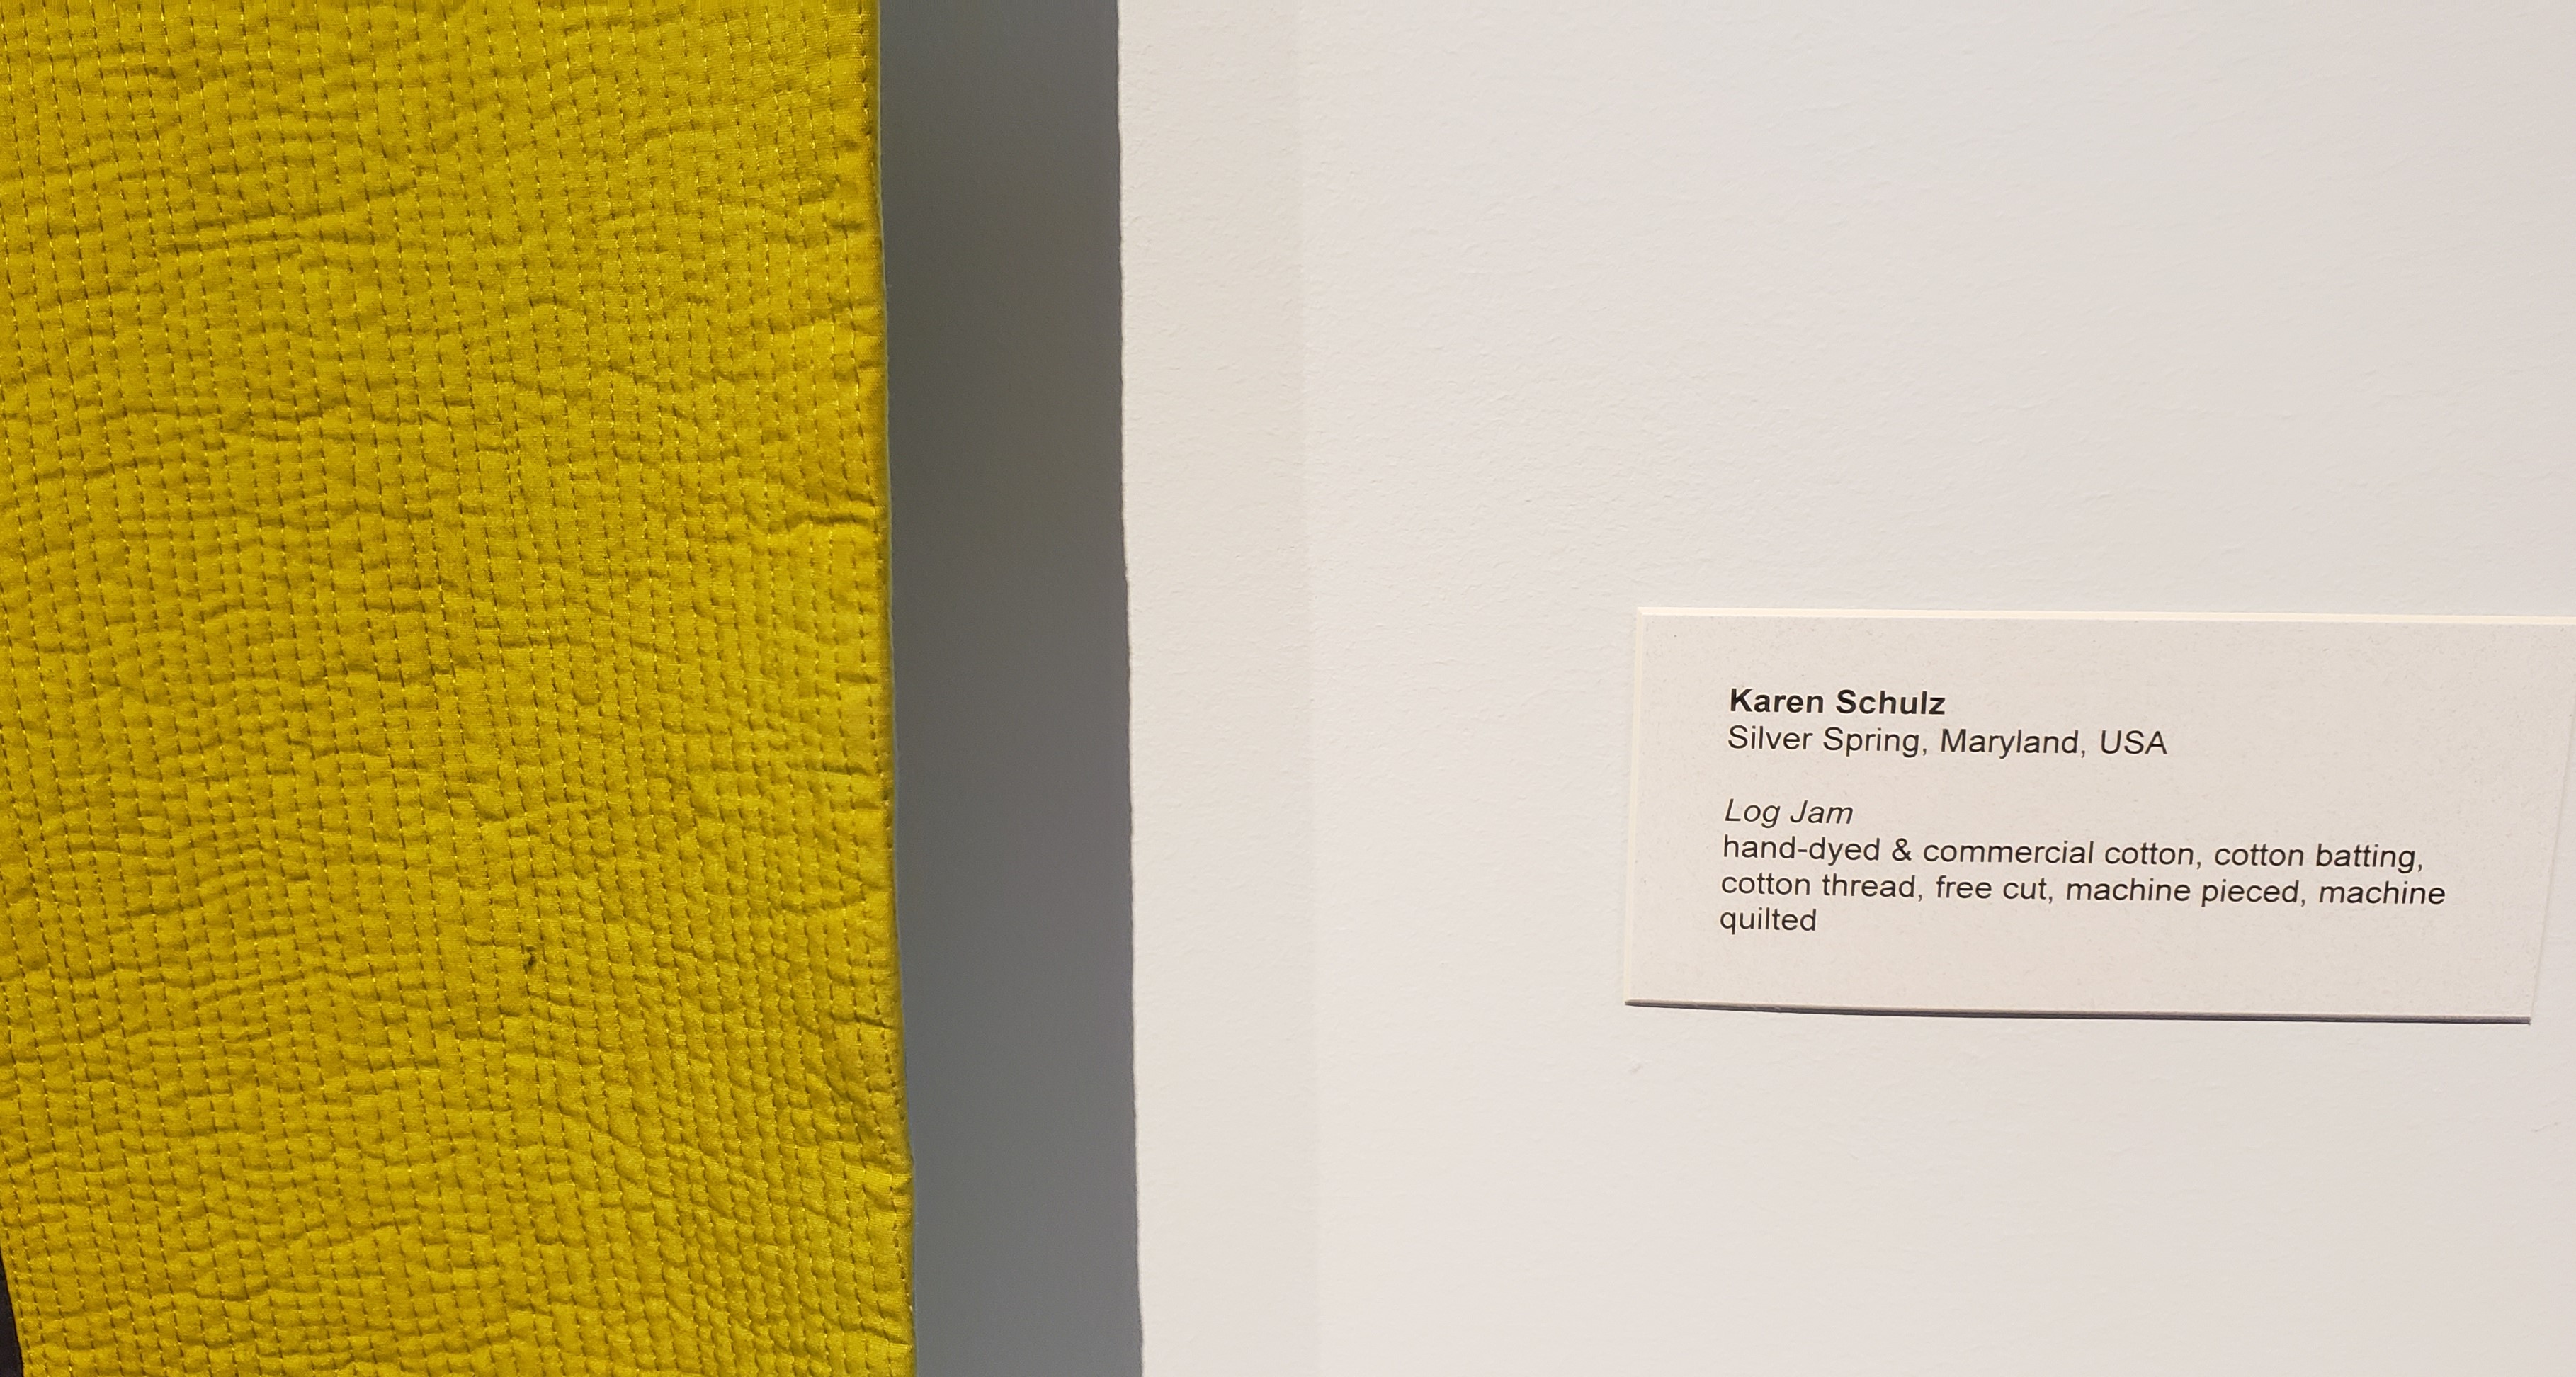 Karen Schulz
Silver Spring, Maryland, USA
Log Jam
hand-dyed & commercial cotton, cotton batting,
cotton thread, free cut, machine pieced, machine
quilted